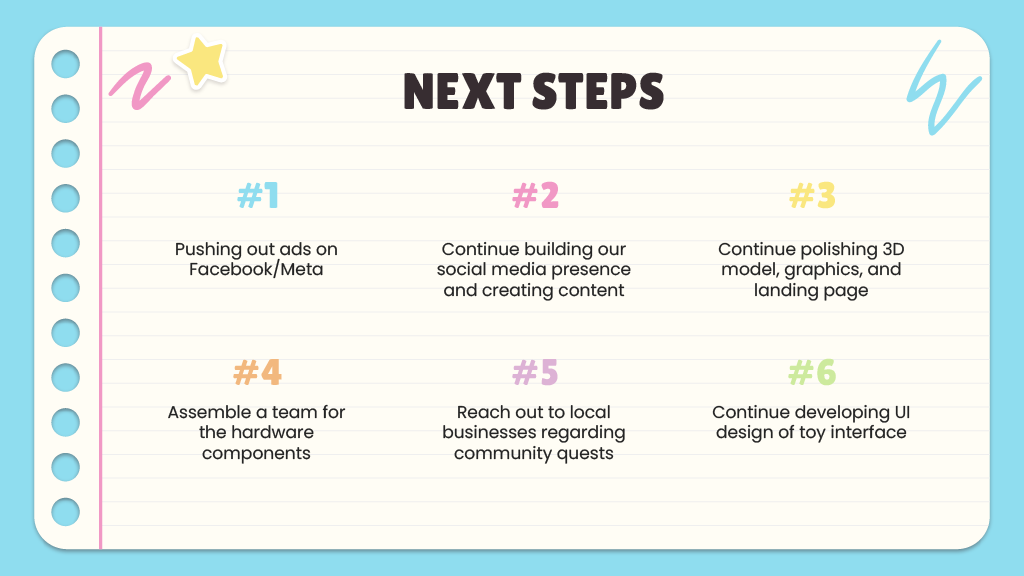 NEXT STEPS
#1
Pushing out ads on
Facebook/Meta
#2
Continue building our
social media presence
and creating content
#3
Continue polishing 3D
model, graphics, and
landing page
#4
Assemble a team for
the hardware
components
#5
Reach out to local
businesses regarding
community quests
#6
Continue developing UI
design of toy interface